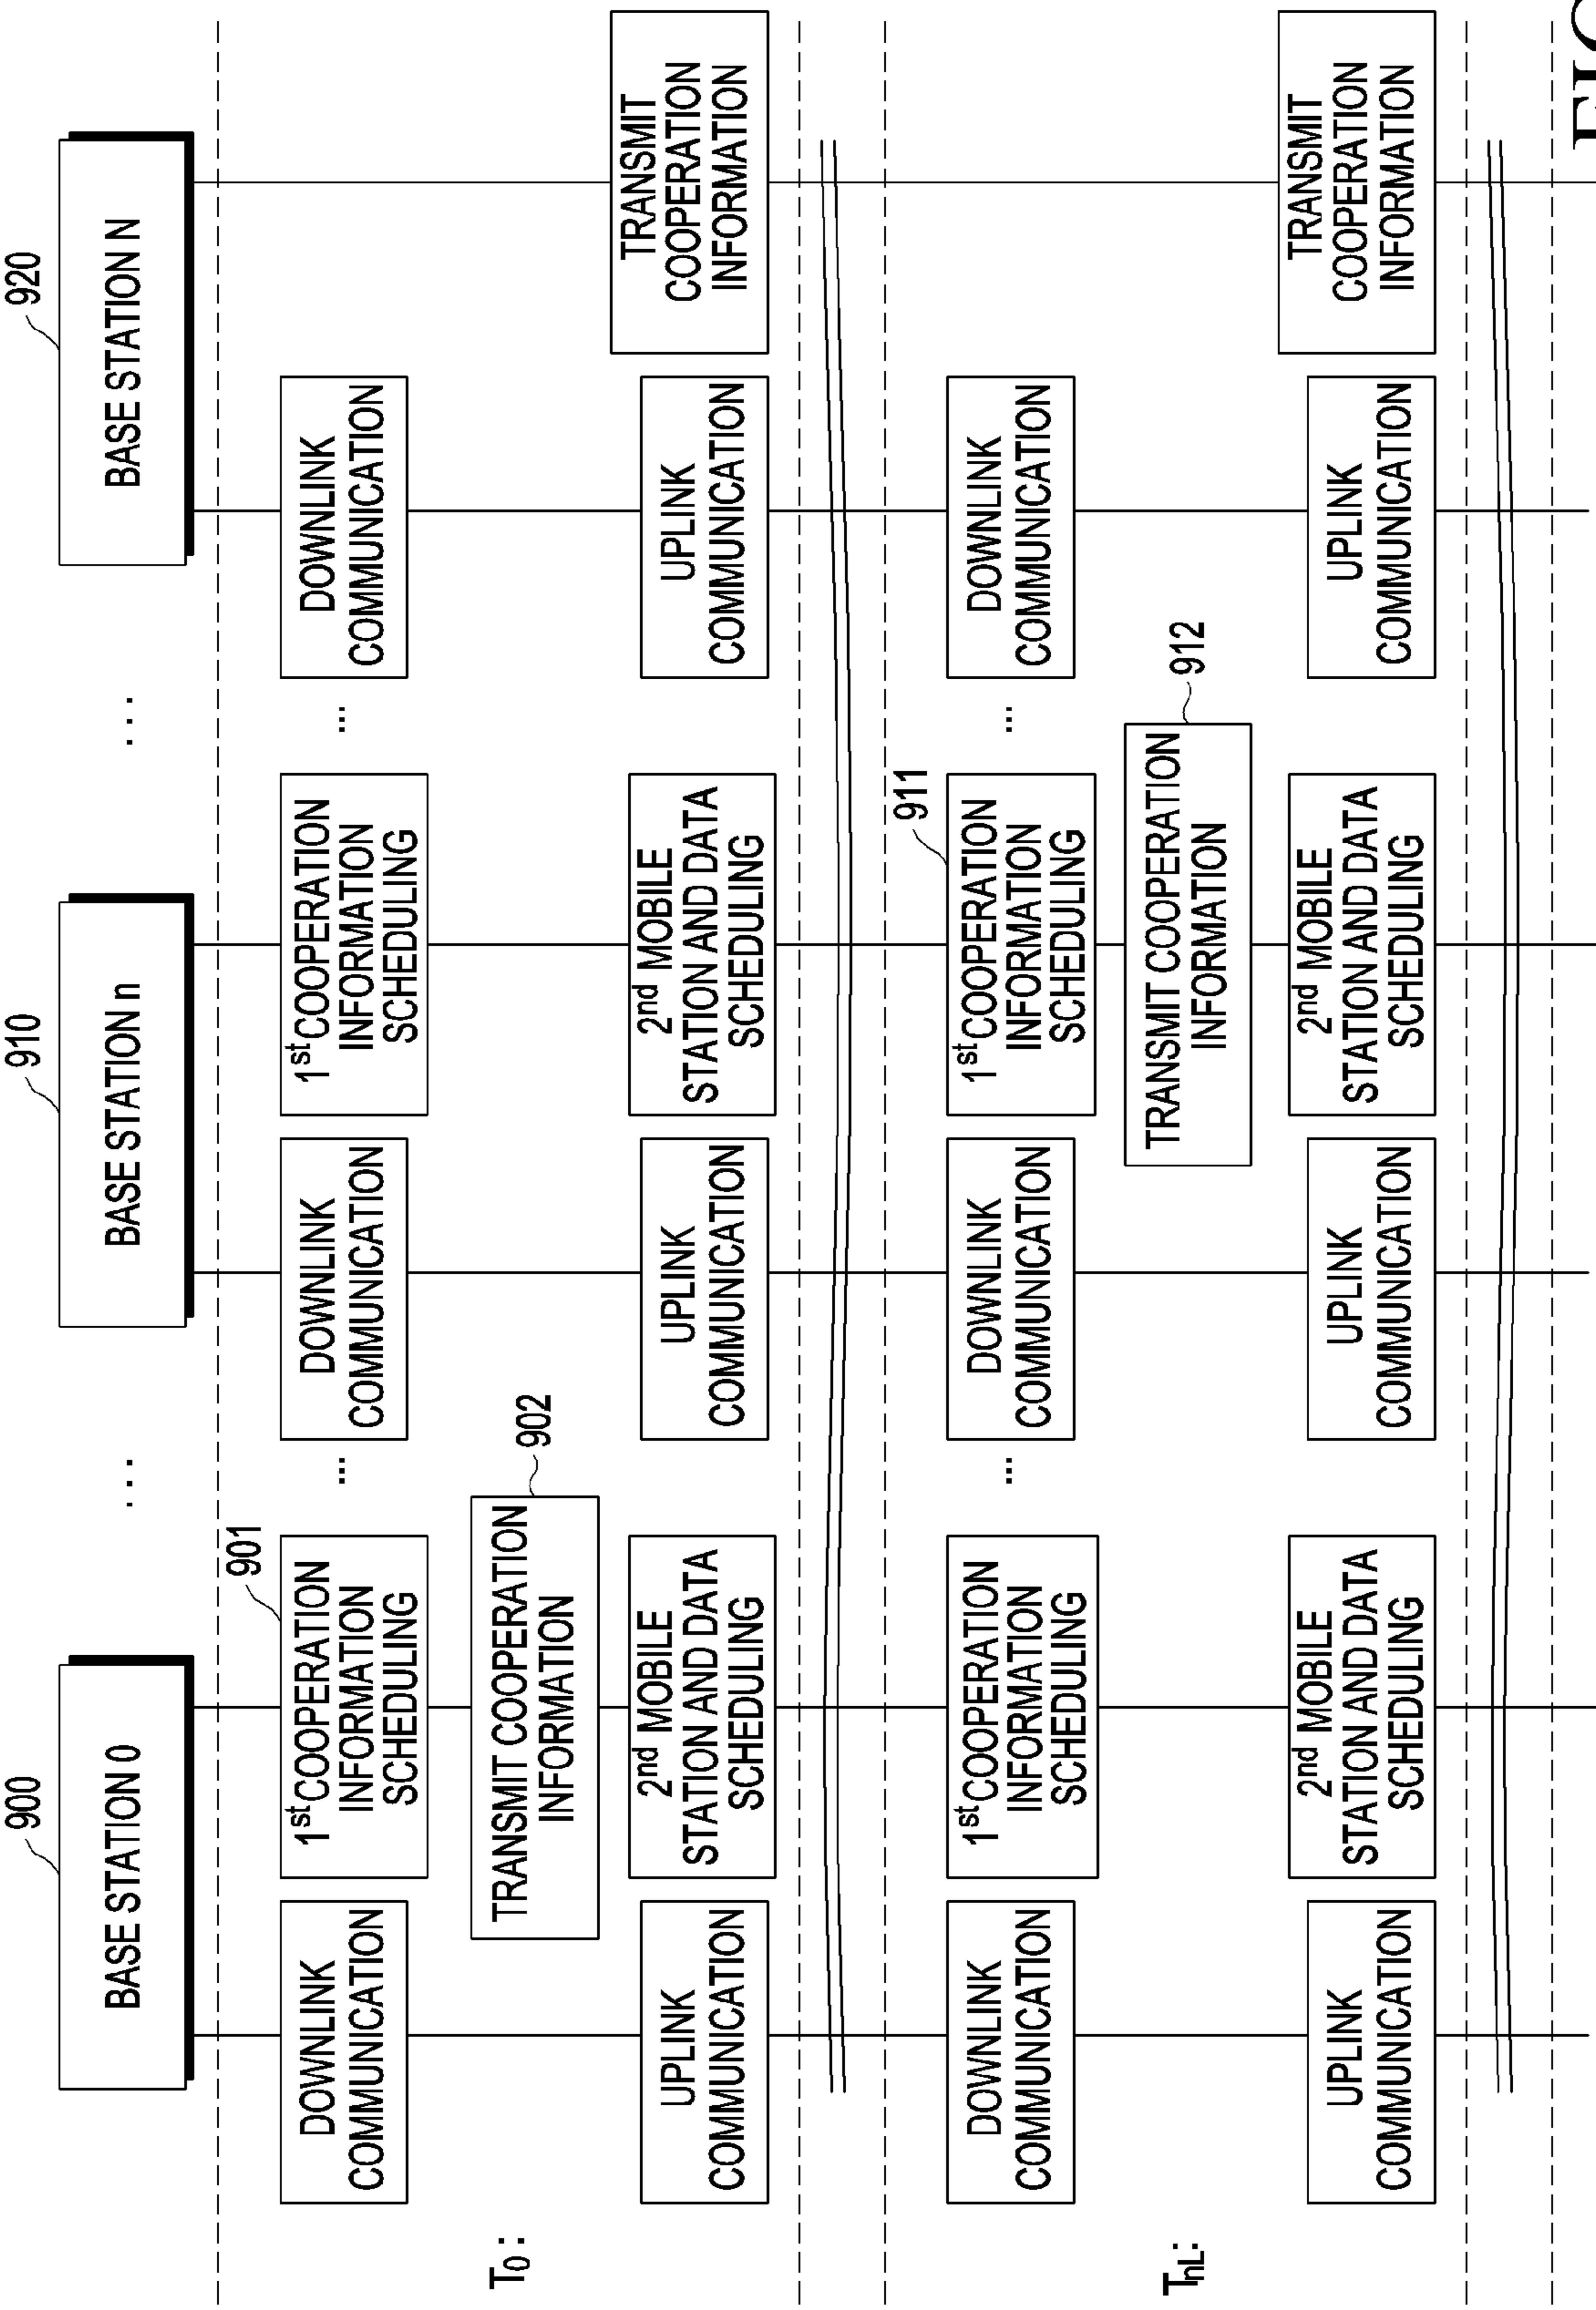 900
BASE STATION 0
. . .
910
BASE STATION n
. . .
920
BASE STATION N
T0 :
DOWNLINK
COMMUNICATION
901
1st COOPERATION
INFORMATION
SCHEDULING
...
DOWNLINK
COMMUNICATION
1st COOPERATION
INFORMATION
SCHEDULING
...
DOWNLINK
COMMUNICATION
902
TRANSMIT COOPERATION
INFORMATION
UPLINK
COMMUNICATION
2nd MOBILE
STATION AND DATA
SCHEDULING
UPLINK
COMMUNICATION
2nd MOBILE
STATION AND DATA
SCHEDULING
UPLINK
COMMUNICATION
TRANSMIT
COOPERATION
INFORMATION
TnL:
DOWNLINK
COMMUNICATION
1st COOPERATION
INFORMATION
SCHEDULING
...
DOWNLINK
COMMUNICATION
911
1st COOPERATION
INFORMATION
SCHEDULING
...
DOWNLINK
COMMUNICATION
912
TRANSMIT COOPERATION
INFORMATION
UPLINK
COMMUNICATION
2nd MOBILE
STATION AND DATA
SCHEDULING
UPLINK
COMMUNICATION
2nd MOBILE
STATION AND DATA
SCHEDULING
UPLINK
COMMUNICATION
TRANSMIT
COOPERATION
INFORMATION